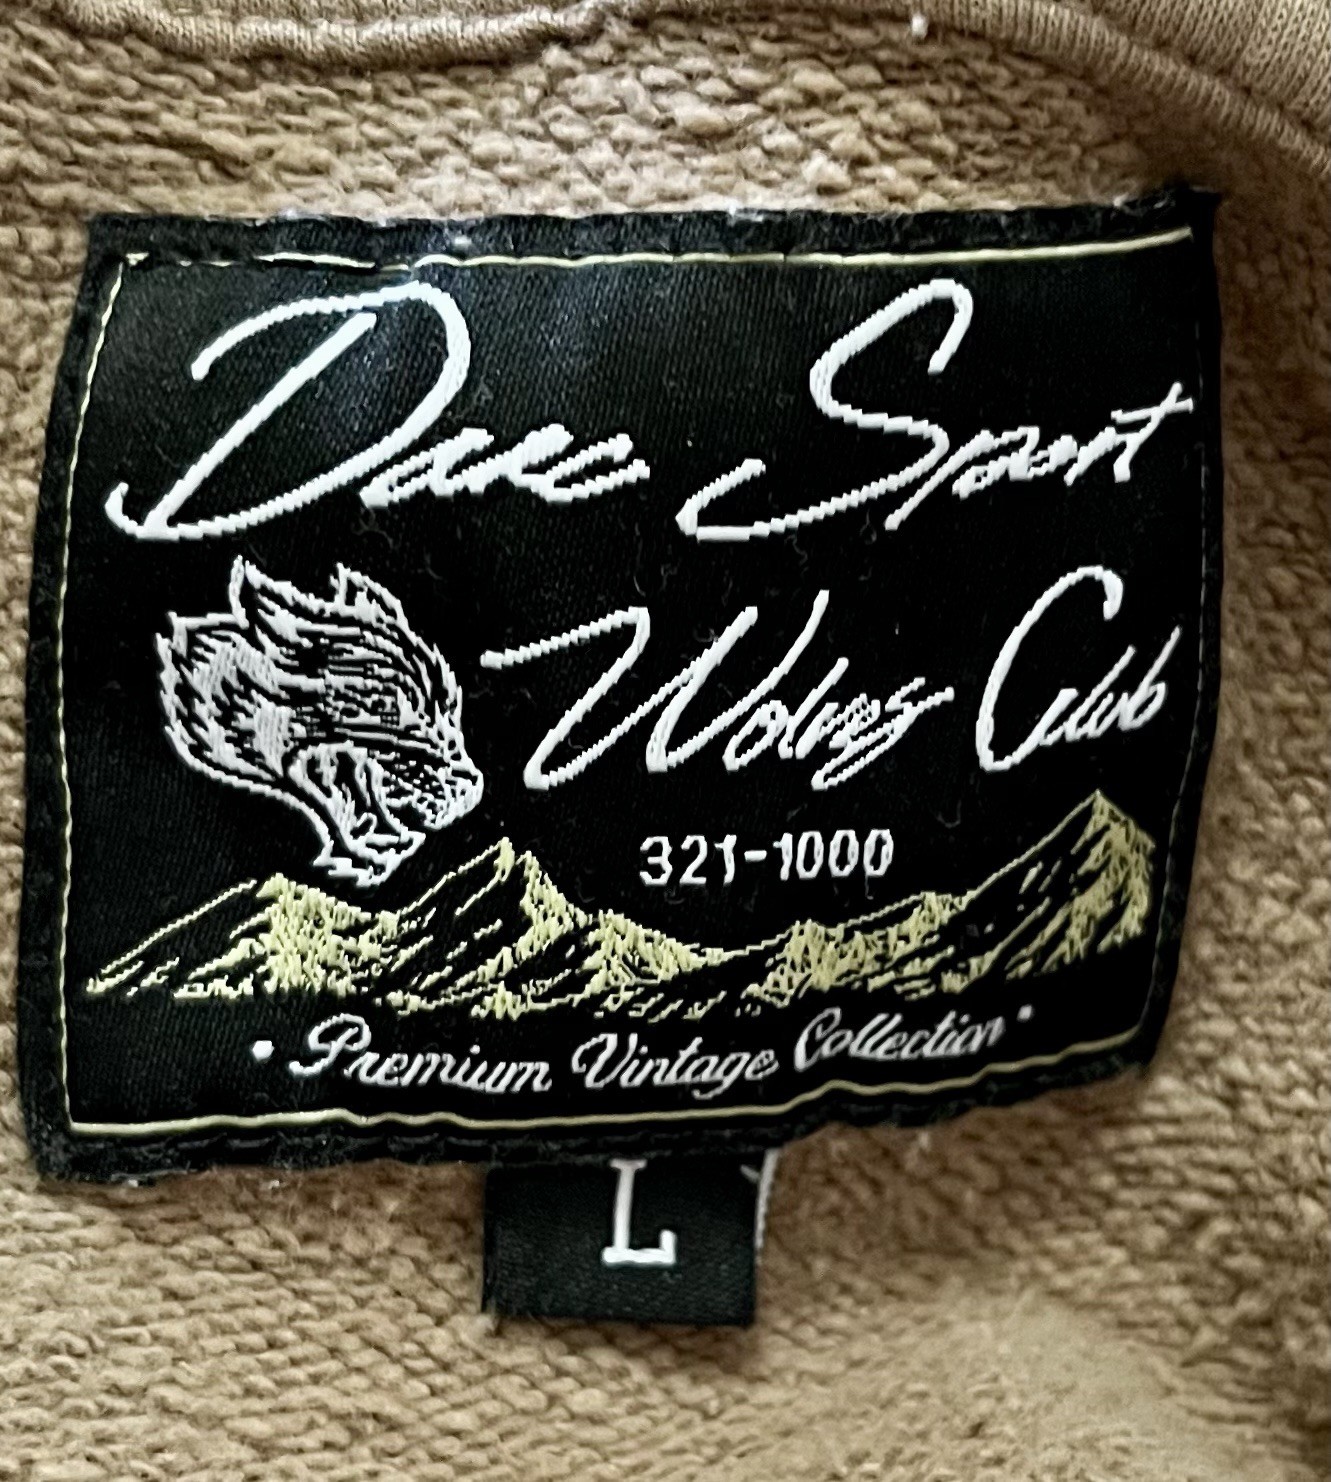 Darc Sport
Wolves Club
321-1000
• Premium Vintage Collection •
L